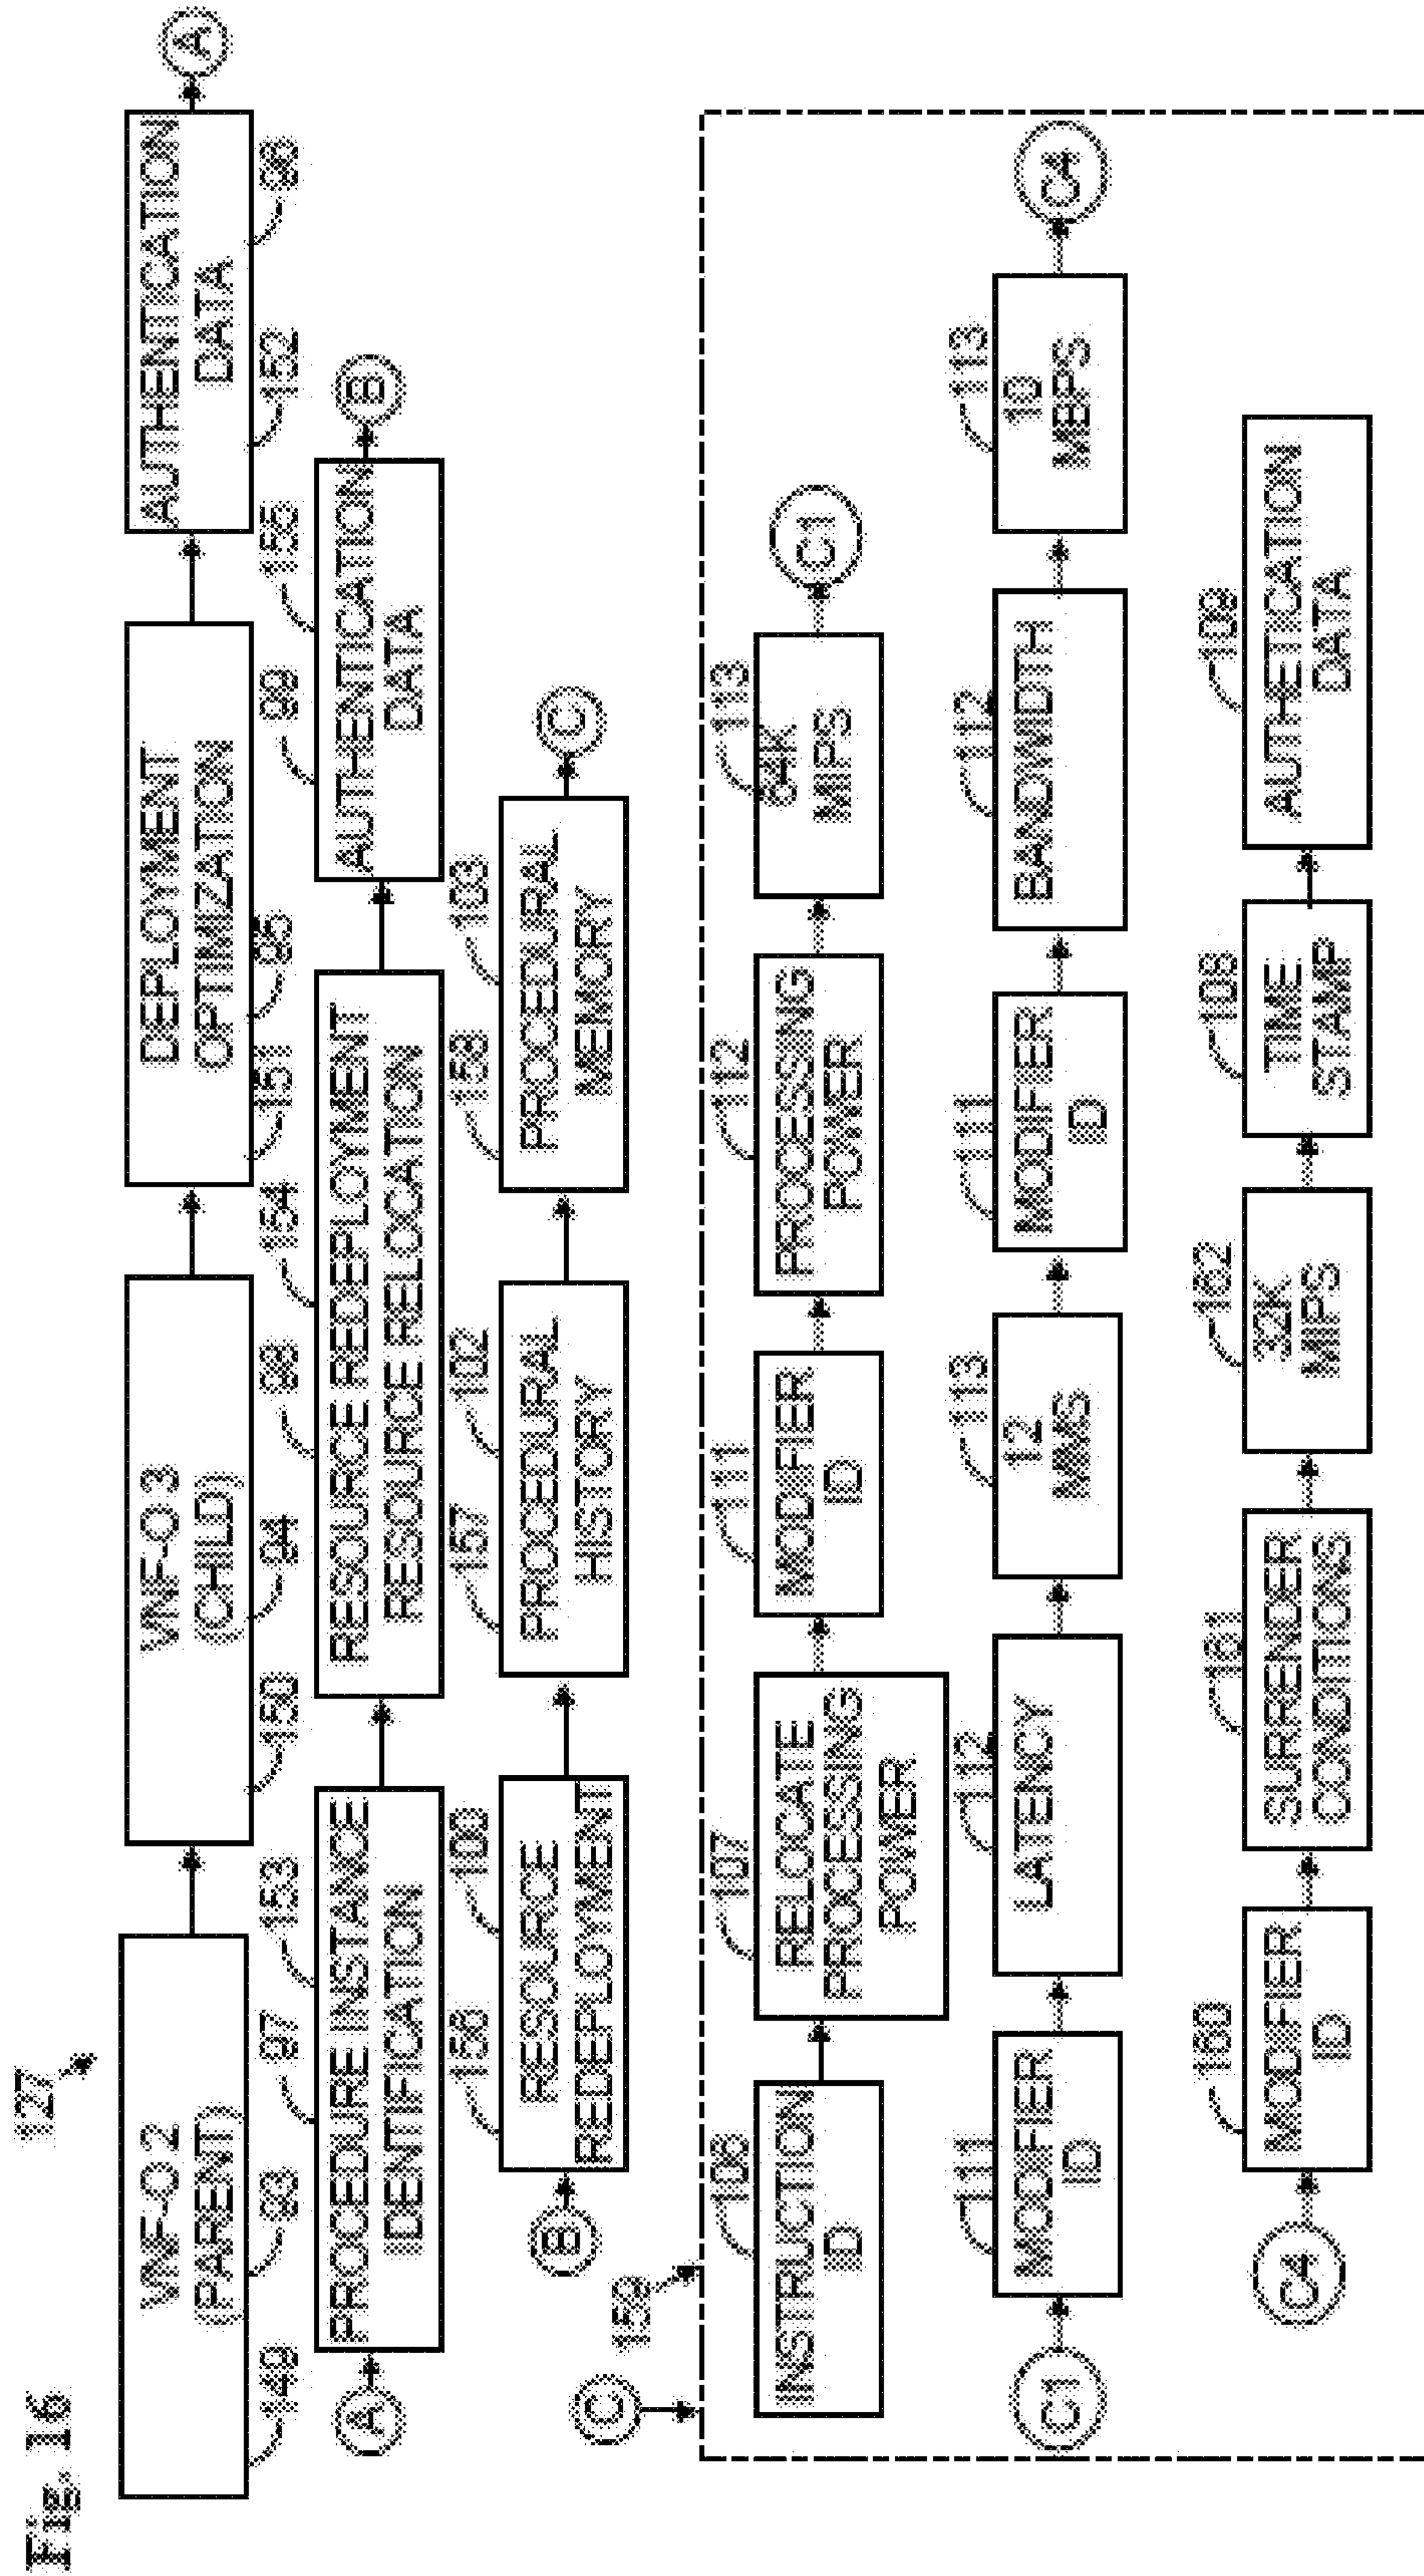 Fig. 16
127
VNF-O 2
(PARENT)
149
93
VNF-O 3
(CHILD)
150
94
DEPLOYMENT
OPTIMIZATION
151
95
AUTHENTICATION
DATA
152
96
A
A
97
153
PROCEDURE INSTANCE
IDENTIFICATION
98
154
RESOURCE REDEPLOYMENT
RESOURCE RELOCATION
99
155
AUTHENTICATION
DATA
B
B
156
100
RESOURCE
REDEPLOYMENT
157
102
PROCEDURAL
HISTORY
158
103
PROCEDURAL
MEMORY
C
C
159
106
INSTRUCTION
ID
107
RELOCATE
PROCESSING
POWER
111
MODIFIER
ID
112
PROCESSING
POWER
113
64K
MIPS
C1
C1
111
MODIFIER
ID
112
LATENCY
113
12
MMS
111
MODIFIER
ID
112
BANDWIDTH
113
10
MBPS
C4
C4
160
MODIFIER
ID
161
SURRENDER
CONDITIONS
162
32K
MIPS
108
TIME
STAMP
109
AUTHETICATION
DATA